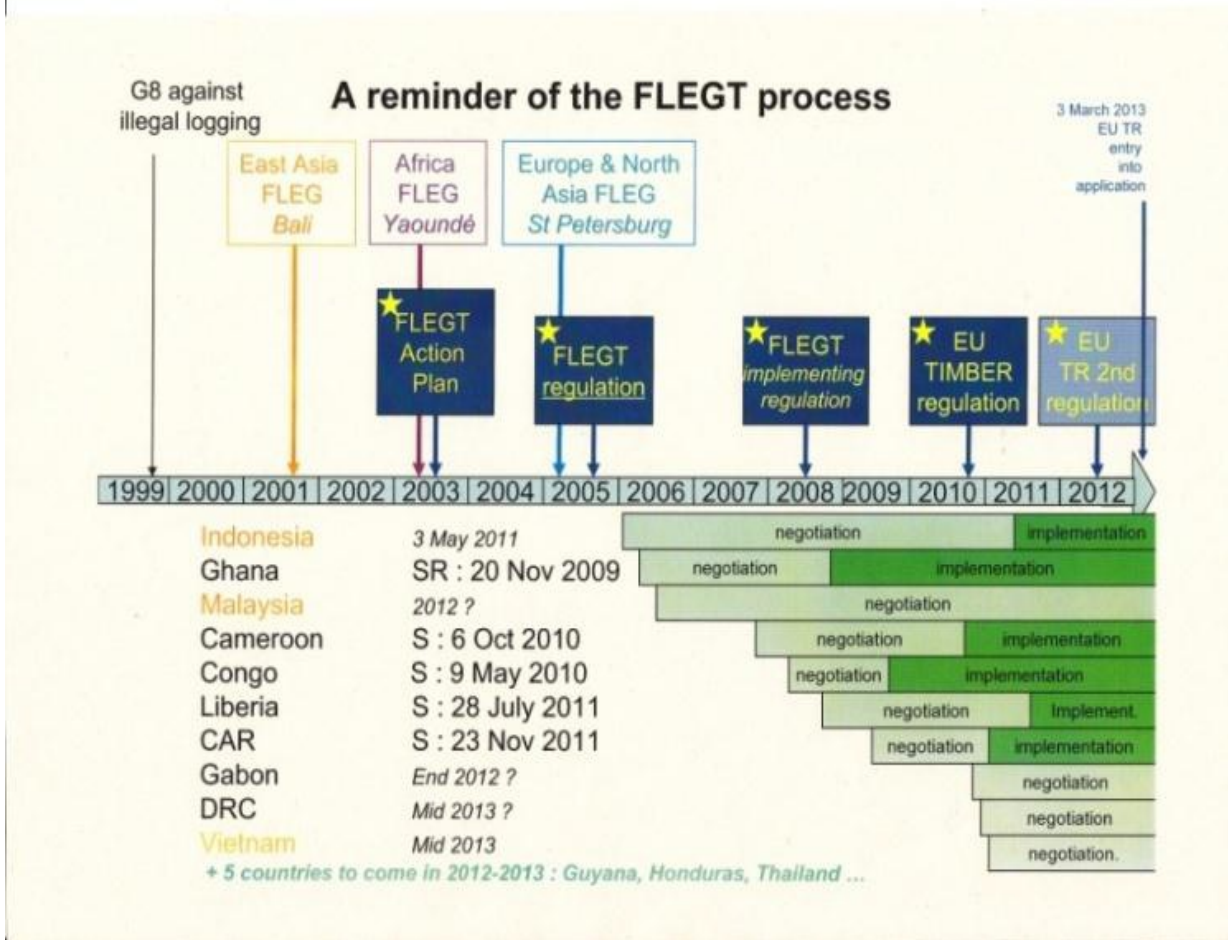 A reminder of the FLEGT process
G8 against
illegal logging
East Asia
FLEG
Bali
Africa
FLEG
Yaoundé
Europe & North
Asia FLEG
St Petersburg
3 March 2013
EU TR
entry
into
application
FLEGT
Action
Plan
FLEGT
regulation
FLEGT
implementing
regulation
EU
TIMBER
regulation
EU
TR 2nd
regulation
1999 2000 2001 2002 2003 2004 2005 2006 2007 2008 2009 2010 2011 2012
Indonesia 3 May 2011 negotiation implementation
Ghana SR : 20 Nov 2009 negotiation implementation
Malaysia 2012 ? negotiation
Cameroon S : 6 Oct 2010 negotiation implementation
Congo S : 9 May 2010 negotiation implementation
Liberia S : 28 July 2011 negotiation Implement.
CAR S : 23 Nov 2011 negotiation implementation
Gabon End 2012 ? negotiation
DRC Mid 2013 ? negotiation
Vietnam Mid 2013 negotiation.
+ 5 countries to come in 2012-2013 : Guyana, Honduras, Thailand ...